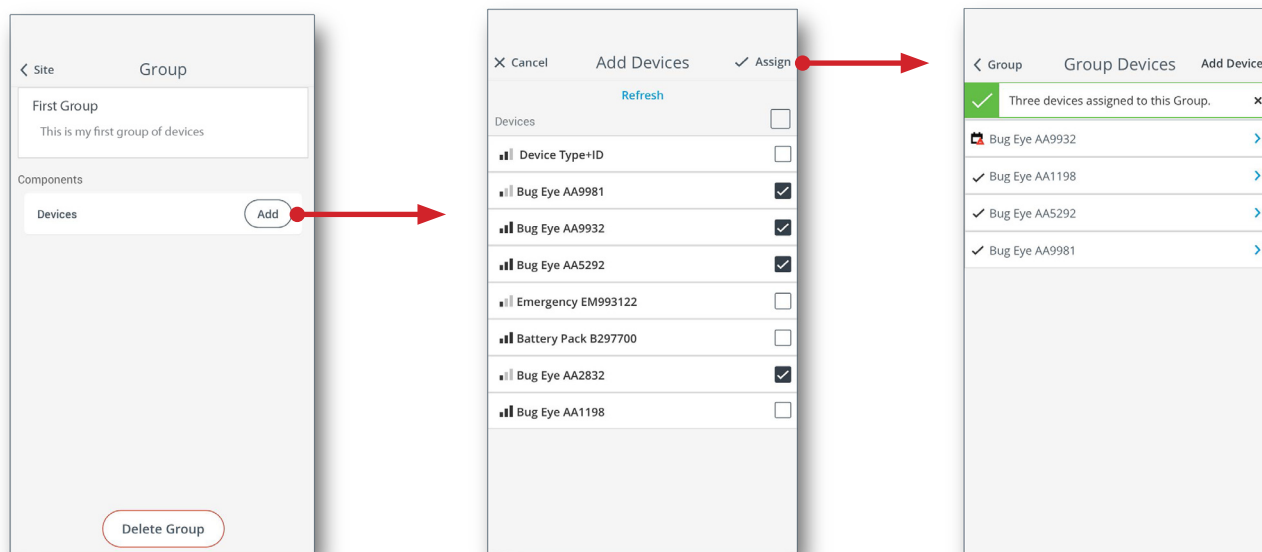 Site
Group
First Group
This is my first group of devices
Components
Devices
Add
Delete Group
Cancel
Add Devices
Assign
Refresh
Devices
Device Type+ID
Bug Eye AA9981
Bug Eye AA9932
Bug Eye AA5292
Emergency EM993122
Battery Pack B297700
Bug Eye AA2832
Bug Eye AA1198
Group
Group Devices
Add Device
Three devices assigned to this Group.
Bug Eye AA9932
Bug Eye AA1198
Bug Eye AA5292
Bug Eye AA9981